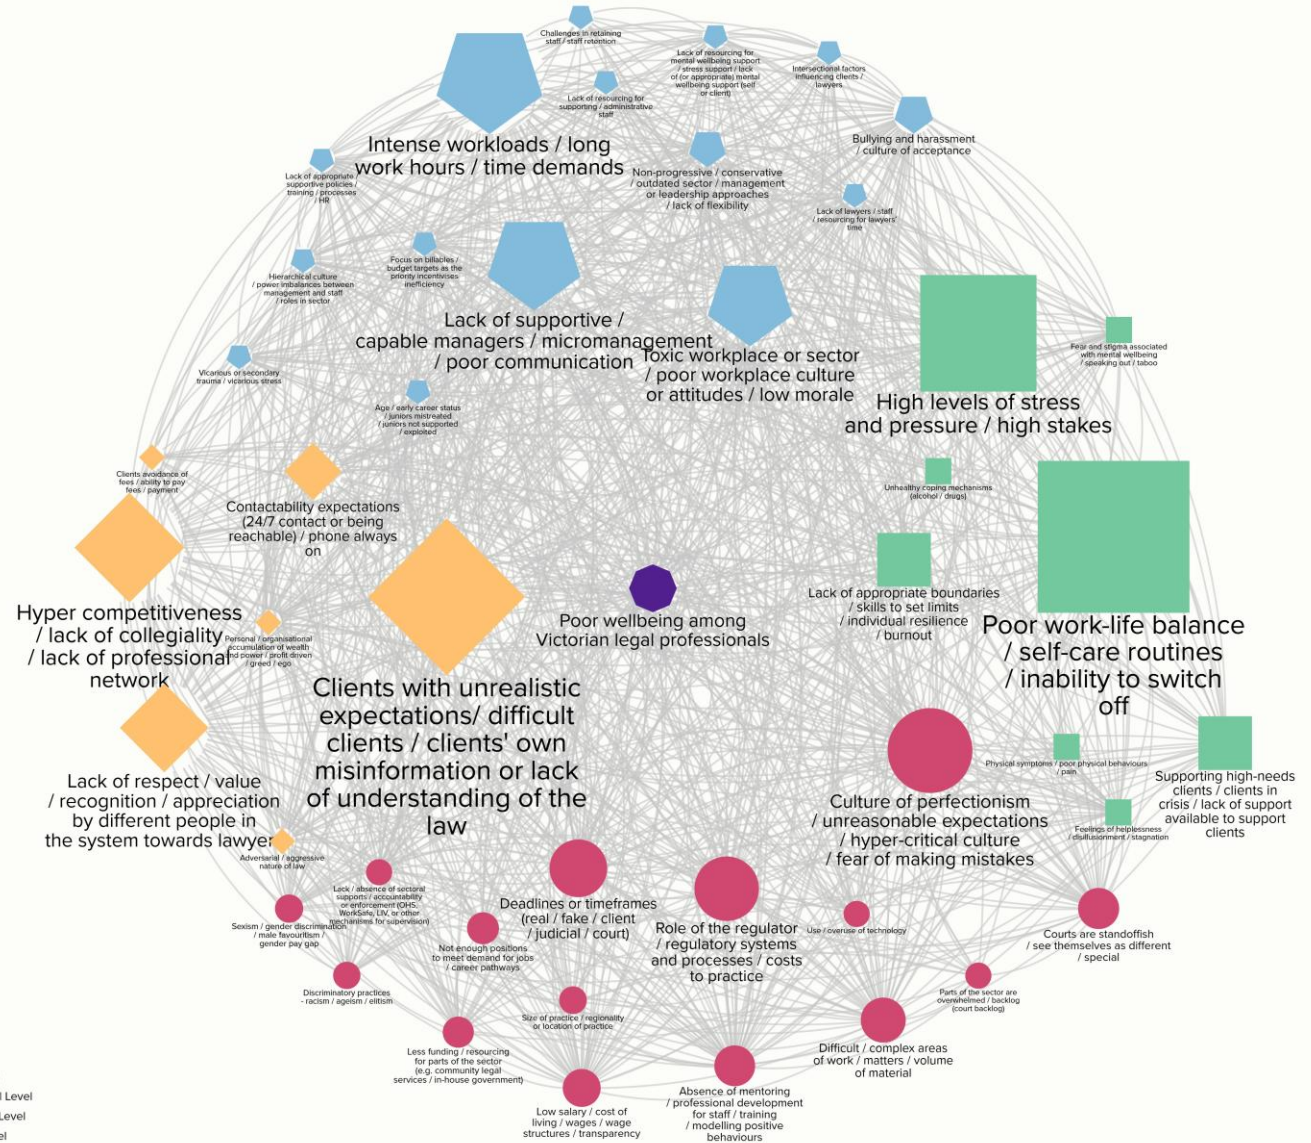 Challenges in retaining
staff / staff retention
Lack of resourcing for
mental wellbeing support
/ stress support / lack
of (or appropriate) mental
wellbeing support (self
or client)
Intersectional factors
influencing clients /
lawyers
Lack of resourcing for
supporting / administrative
staff
Intense workloads / long
work hours / time demands
Bullying and harassment
/ culture of acceptance
Non-progressive / conservative
/ outdated sector / management
or leadership approaches
/ lack of flexibility
Lack of appropriate
supportive policies /
training / processes
/ HR
Lack of lawyers / staff
/ resourcing for lawyers'
time
Hierarchical culture
/ power imbalances between
management and staff
/ roles in sector
Focus on billables /
budget targets as the
priority incentivises
inefficiency
Lack of supportive /
capable managers / micromanagement
/ poor communication
Toxic workplace or sector
/ poor workplace culture
or attitudes / low morale
Fear and stigma associated
with mental wellbeing
/ speaking out / taboo
Vicarious or secondary
trauma / vicarious stress
High levels of stress
and pressure / high stakes
Age / early career status
/ juniors mistreated
/ juniors not supported
/ exploited
Clients avoidance of
fees / ability to pay
fees / payment
Unhealthy coping mechanisms
(alcohol / drugs)
Contactability expectations
(24/7 contact or being
reachable) / phone always
on
Lack of appropriate boundaries
/ skills to set limits
/ individual resilience
/ burnout
Hyper competitiveness
/ lack of collegiality
/ lack of professional
network
Personal / organisational
accumulation of wealth
and power / profit driven
/ greed / ego
Poor wellbeing among
Victorian legal professionals
Poor work-life balance
/ self-care routines
/ inability to switch
off
Clients with unrealistic
expectations/ difficult
clients / clients' own
misinformation or lack
of understanding of the
law
Lack of respect / value
/ recognition / appreciation
by different people in
the system towards lawyer
Physical symptoms / poor physical behaviours
/ pain
Supporting high-needs
clients / clients in
crisis / lack of support
available to support
clients
Culture of perfectionism
/ unreasonable expectations
/ hyper-critical culture
/ fear of making mistakes
Feelings of helplessness
/ disillusionment / stagnation
Adversarial / aggressive
nature of law
Lack / absence of sectoral
supports / accountability
or enforcement (OHS,
WorkSafe, LIV, or other
mechanisms for supervision)
Deadlines or timeframes
(real / fake / client
/ judicial / court)
Role of the regulator
/ regulatory systems
and processes / costs
to practice
Use / overuse of technology
Courts are standoffish
/ see themselves as different
/ special
Sexism / gender discrimination
/ male favouritism /
gender pay gap
Not enough positions
to meet demand for jobs
/ career pathways
Discriminatory practices
- racism / ageism / elitism
Parts of the sector are
overwhelmed / backlog
(court backlog)
Size of practice / regionality
or location of practice
Less funding / resourcing
for parts of the sector
(e.g. community legal
services / in-house government)
Difficult / complex areas
of work / matters / volume
of material
Low salary / cost of
living / wages / wage
structures / transparency
Absence of mentoring
/ professional development
for staff / training
/ modelling positive
behaviours
Level
Level